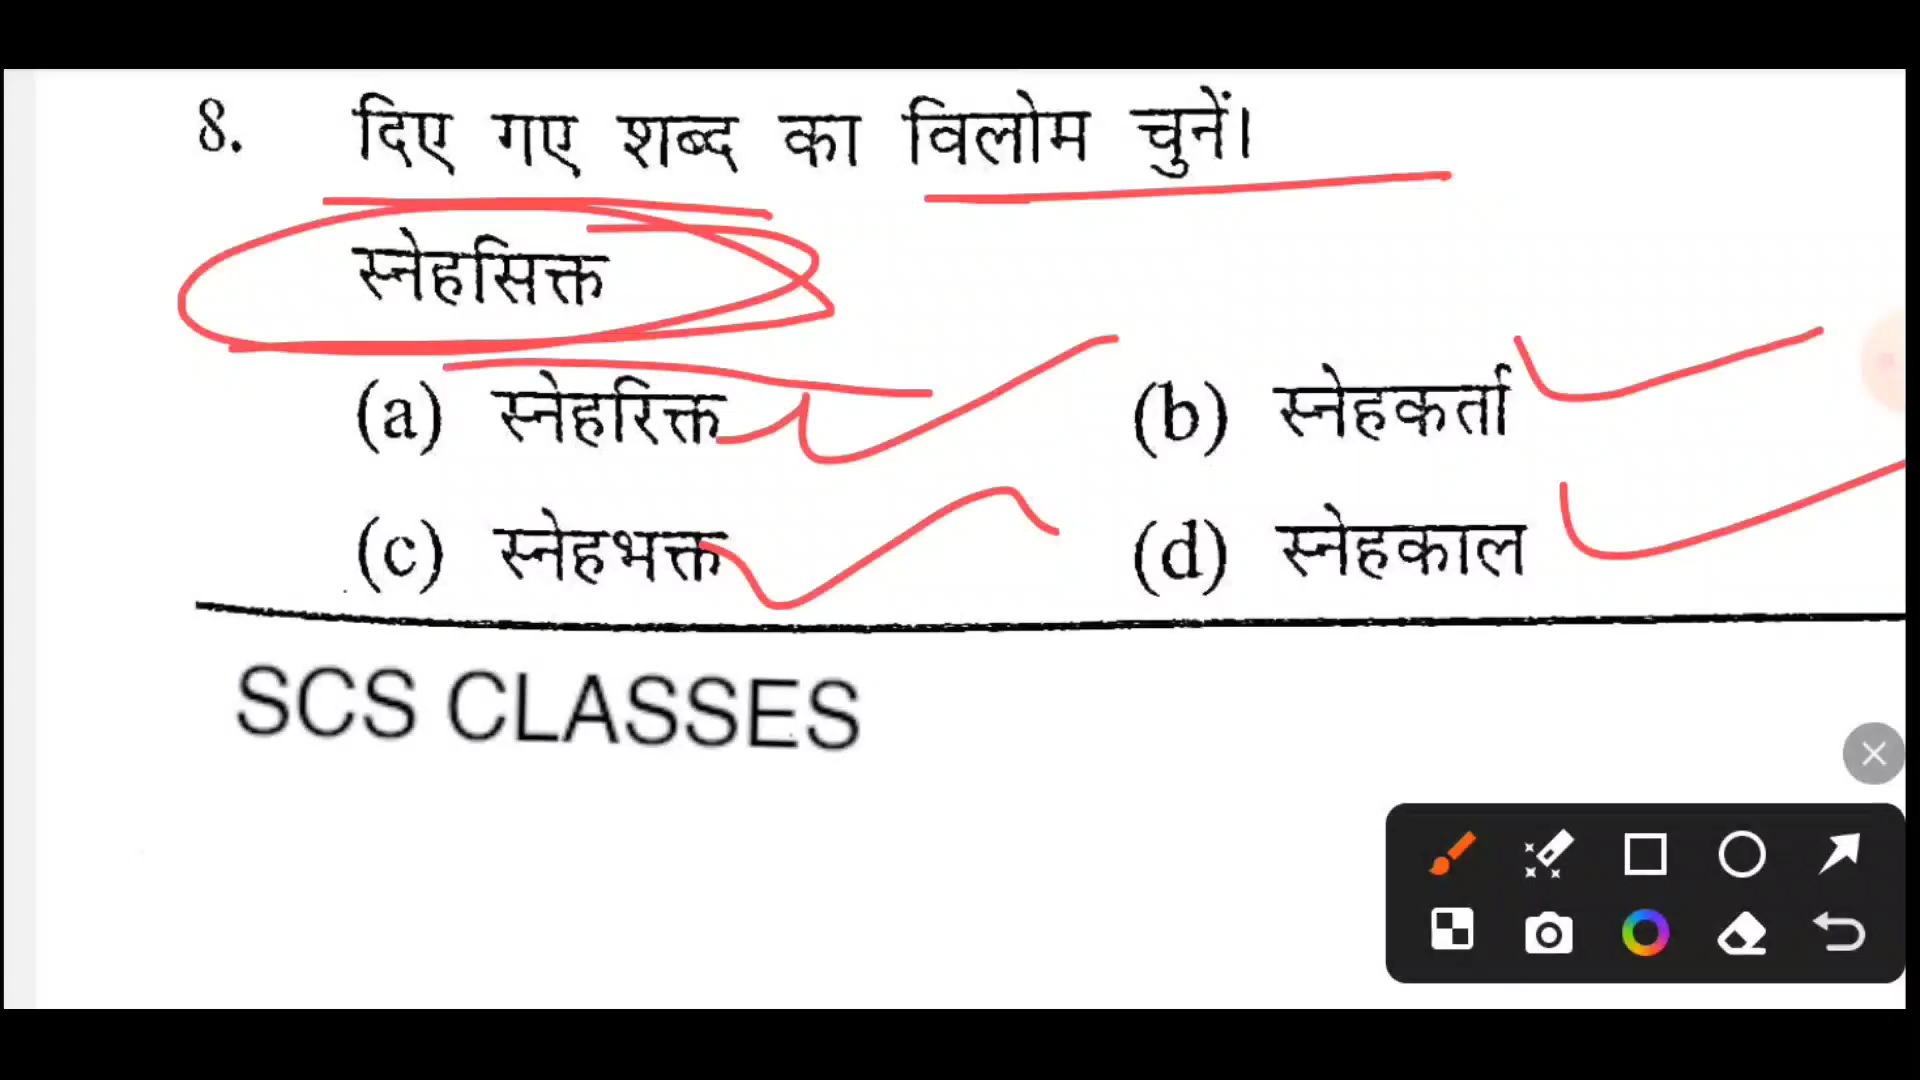 8. दिए गए शब्द का विलोम चुनें।
स्नेहसिक्त
(a) स्नेहरिक्त (b) स्नेहकर्ता
(c) स्नेहभक्त (d) स्नेहकाल
SCS CLASSES